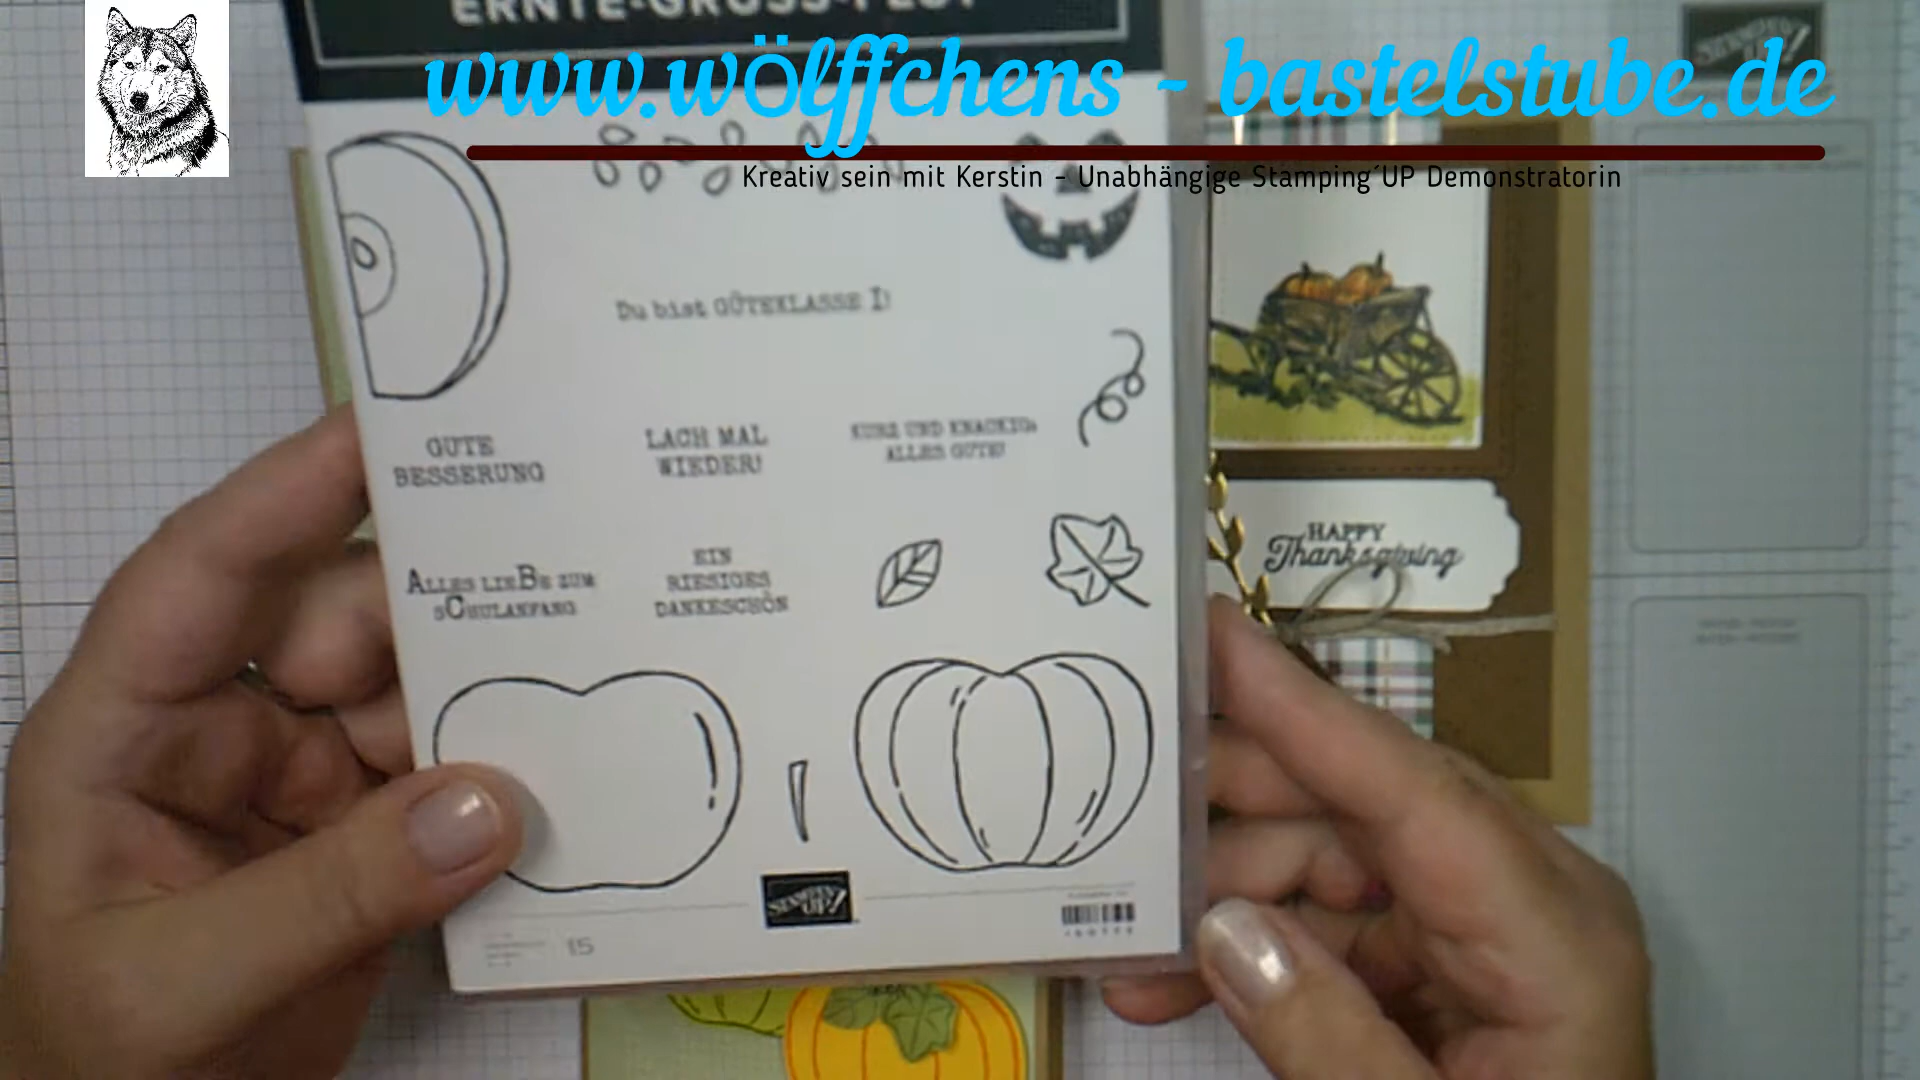 ERNTE-GRUSS-FEST
www.wÖlffchens - bastelstube.de
Kreativ sein mit Kerstin - Unabhängige Stamping´UP Demonstratorin
STAMPIN' UP!
Du bist GÜTEKLASSE I!
GUTE
BESSERUNG
LACH MAL
WIEDER!
KURZ UND KNACKIG:
ALLES GUTE!
ALLES LIEBE ZUM
SCHULANFANG
EIN
RIESIGES
DANKESCHÖN
HAPPY
Thanksgiving
STAMPIN' UP!
15